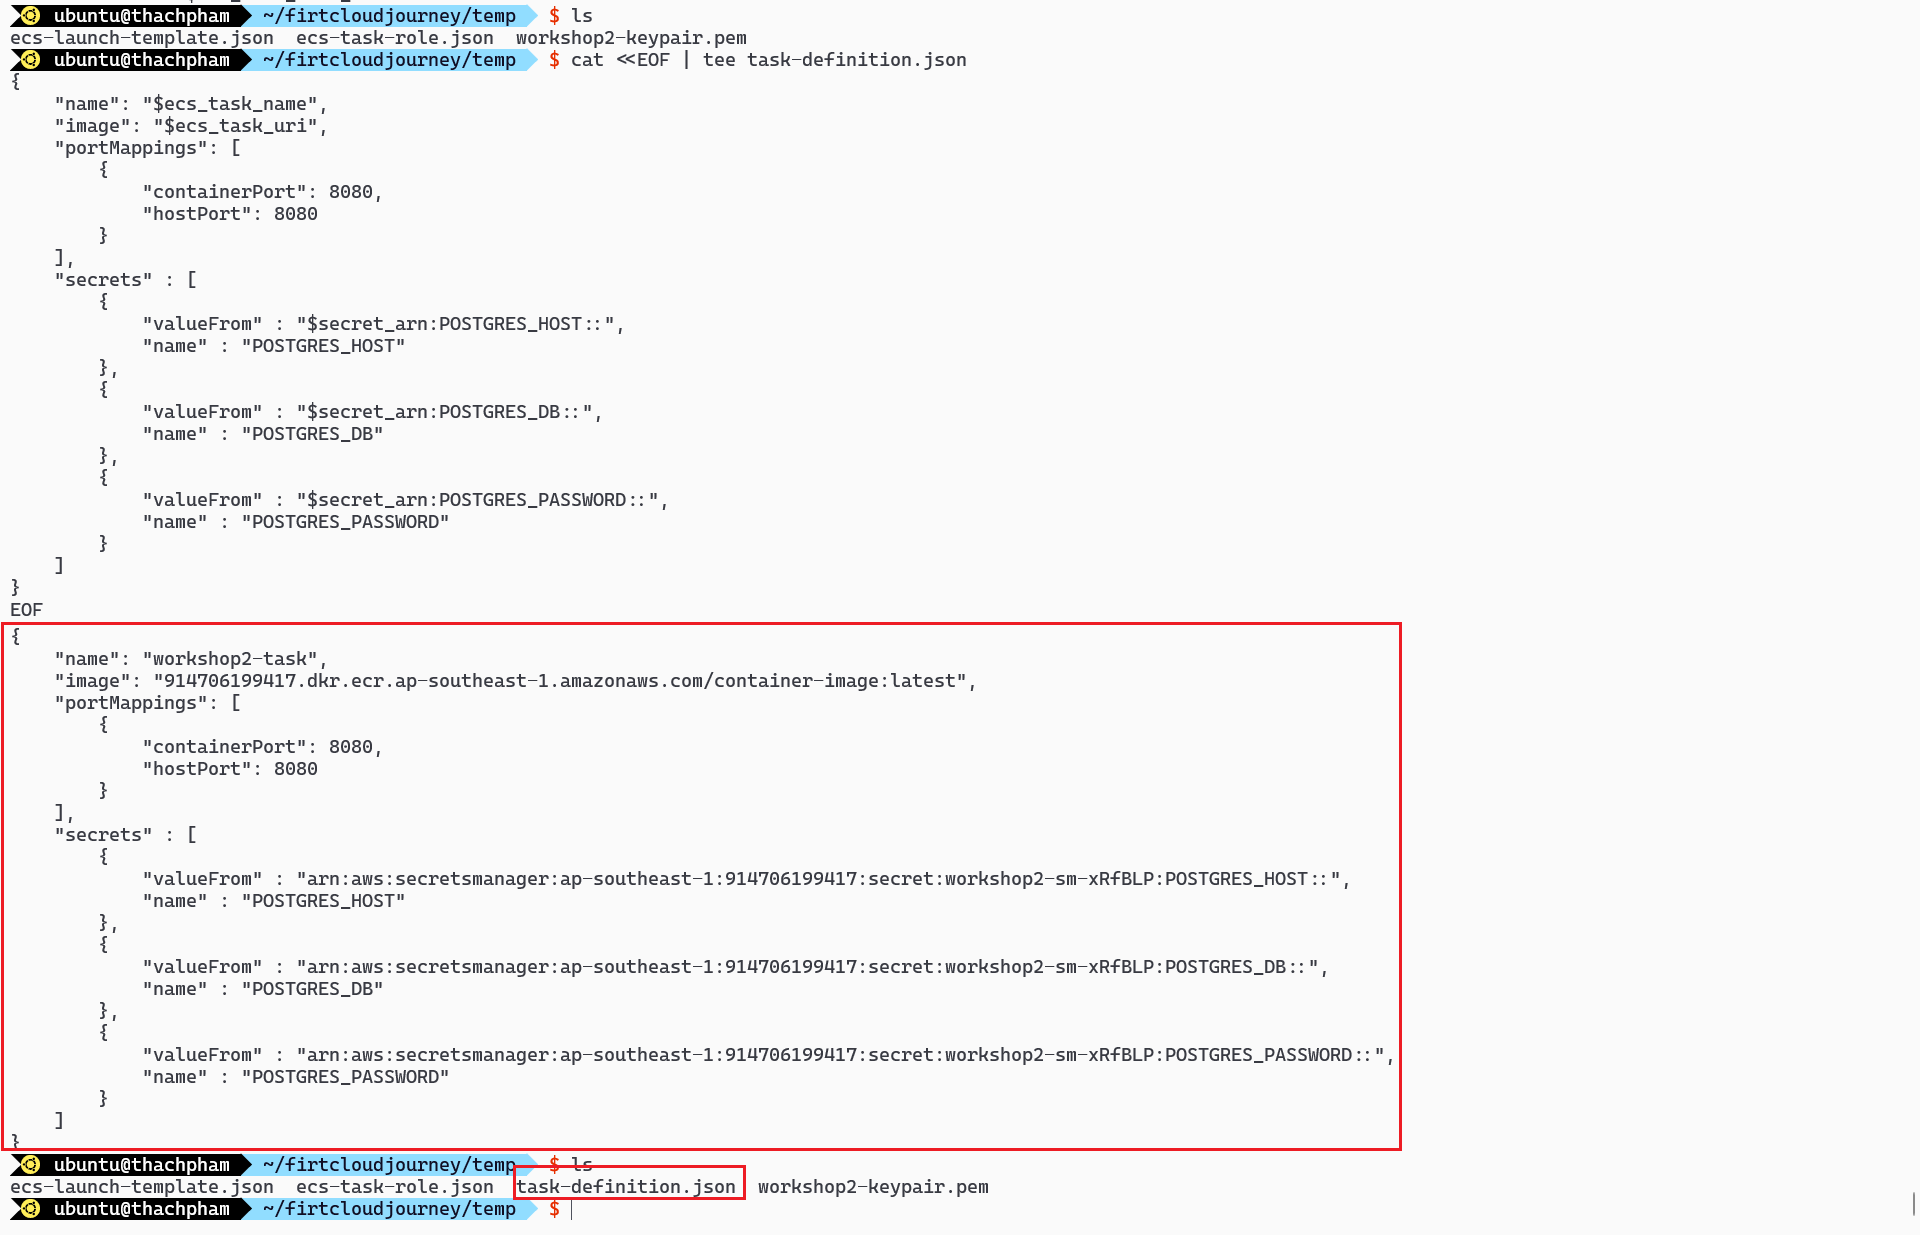 ubuntu@thachpham ~/firtcloudjourney/temp $ ls
ecs-launch-template.json  ecs-task-role.json  workshop2-keypair.pem
ubuntu@thachpham ~/firtcloudjourney/temp $ cat <<EOF | tee task-definition.json
{
    "name": "$ecs_task_name",
    "image": "$ecs_task_uri",
    "portMappings": [
        {
            "containerPort": 8080,
            "hostPort": 8080
        }
    ],
    "secrets" : [
        {
            "valueFrom" : "$secret_arn:POSTGRES_HOST::",
            "name" : "POSTGRES_HOST"
        },
        {
            "valueFrom" : "$secret_arn:POSTGRES_DB::",
            "name" : "POSTGRES_DB"
        },
        {
            "valueFrom" : "$secret_arn:POSTGRES_PASSWORD::",
            "name" : "POSTGRES_PASSWORD"
        }
    ]
}
EOF
{
    "name": "workshop2-task",
    "image": "914706199417.dkr.ecr.ap-southeast-1.amazonaws.com/container-image:latest",
    "portMappings": [
        {
            "containerPort": 8080,
            "hostPort": 8080
        }
    ],
    "secrets" : [
        {
            "valueFrom" : "arn:aws:secretsmanager:ap-southeast-1:914706199417:secret:workshop2-sm-xRfBLP:POSTGRES_HOST::",
            "name" : "POSTGRES_HOST"
        },
        {
            "valueFrom" : "arn:aws:secretsmanager:ap-southeast-1:914706199417:secret:workshop2-sm-xRfBLP:POSTGRES_DB::",
            "name" : "POSTGRES_DB"
        },
        {
            "valueFrom" : "arn:aws:secretsmanager:ap-southeast-1:914706199417:secret:workshop2-sm-xRfBLP:POSTGRES_PASSWORD::",
            "name" : "POSTGRES_PASSWORD"
        }
    ]
}
ubuntu@thachpham ~/firtcloudjourney/temp $ ls
ecs-launch-template.json  ecs-task-role.json  task-definition.json  workshop2-keypair.pem
ubuntu@thachpham ~/firtcloudjourney/temp $